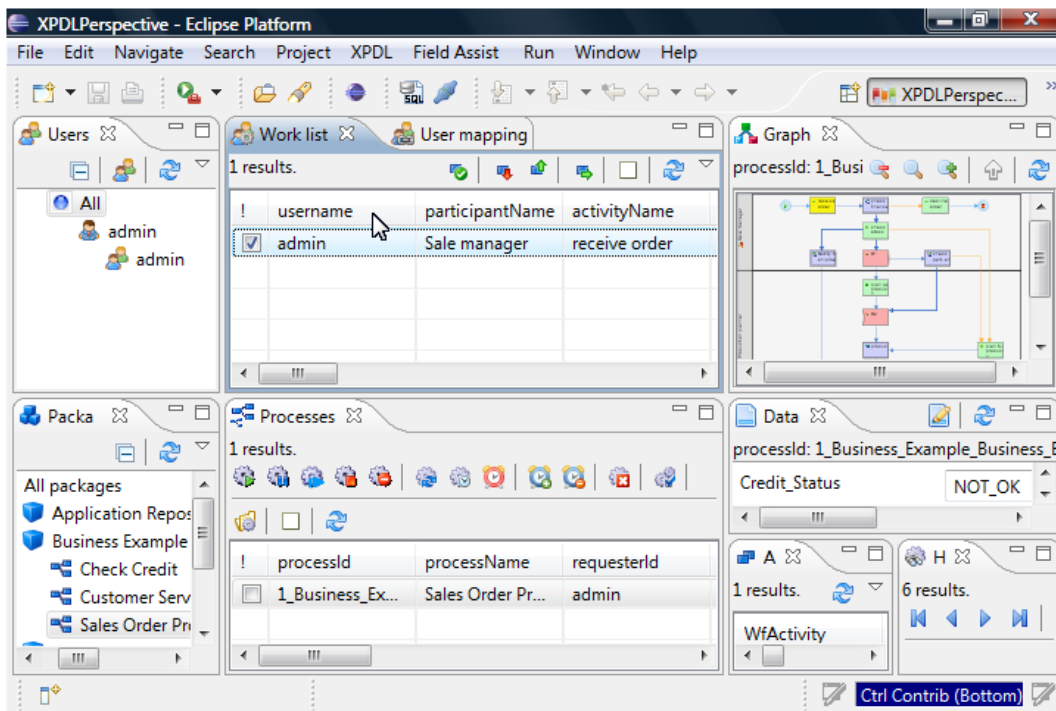 XPDLPerspective - Eclipse Platform
File Edit Navigate Search Project XPDL Field Assist Run Window Help
SQL XPDLPerspec...
Users
All
admin
admin
Work list User mapping
1 results.
! username participantName activityName
admin Sale manager receive order
Graph
processId: 1_Busi
Packa
All packages
Application Repos
Business Example
Check Credit
Customer Serv
Sales Order Pr
Processes
1 results.
! processId processName requesterId
1_Business_Ex... Sales Order Pr... admin
Data
processId: 1_Business_Example_Business_E
Credit_Status NOT_OK
A
1 results.
WfActivity
H
6 results.
Ctrl Contrib (Bottom)